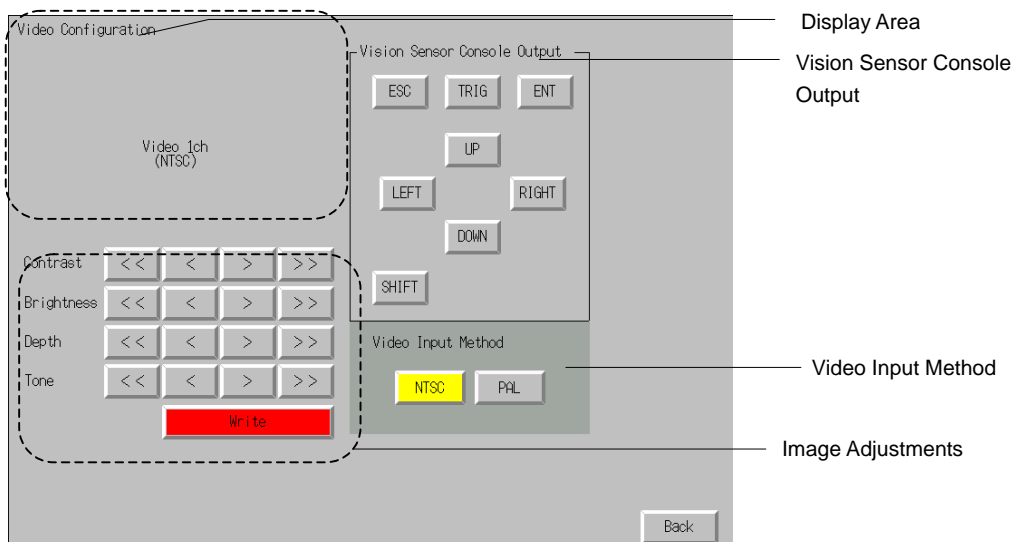 Video Configuration
Display Area
Vision Sensor Console Output
Vision Sensor Console
Output
ESC TRIG ENT
Video 1ch
(NTSC)
UP
LEFT RIGHT
DOWN
SHIFT
Contrast << < > >>
Brightness << < > >>
Depth << < > >>
Tone << < > >>
Write
Video Input Method
NTSC PAL
Video Input Method
Image Adjustments
Back